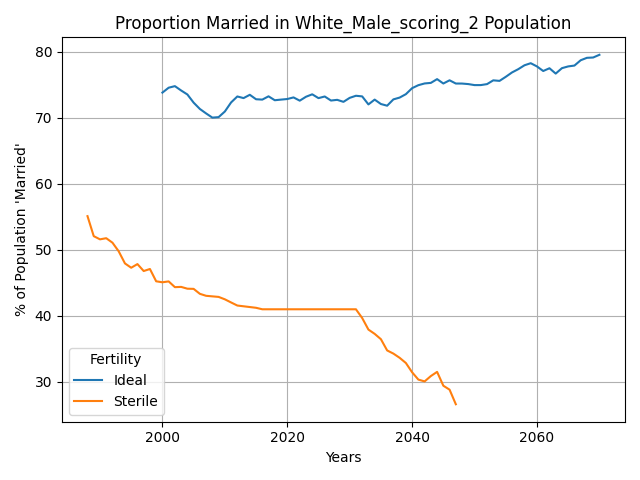 Proportion Married in White_Male_scoring_2 Population
% of Population 'Married'
80
70
60
50
40
30
Fertility
Ideal
Sterile
2000
2020
2040
2060
Years